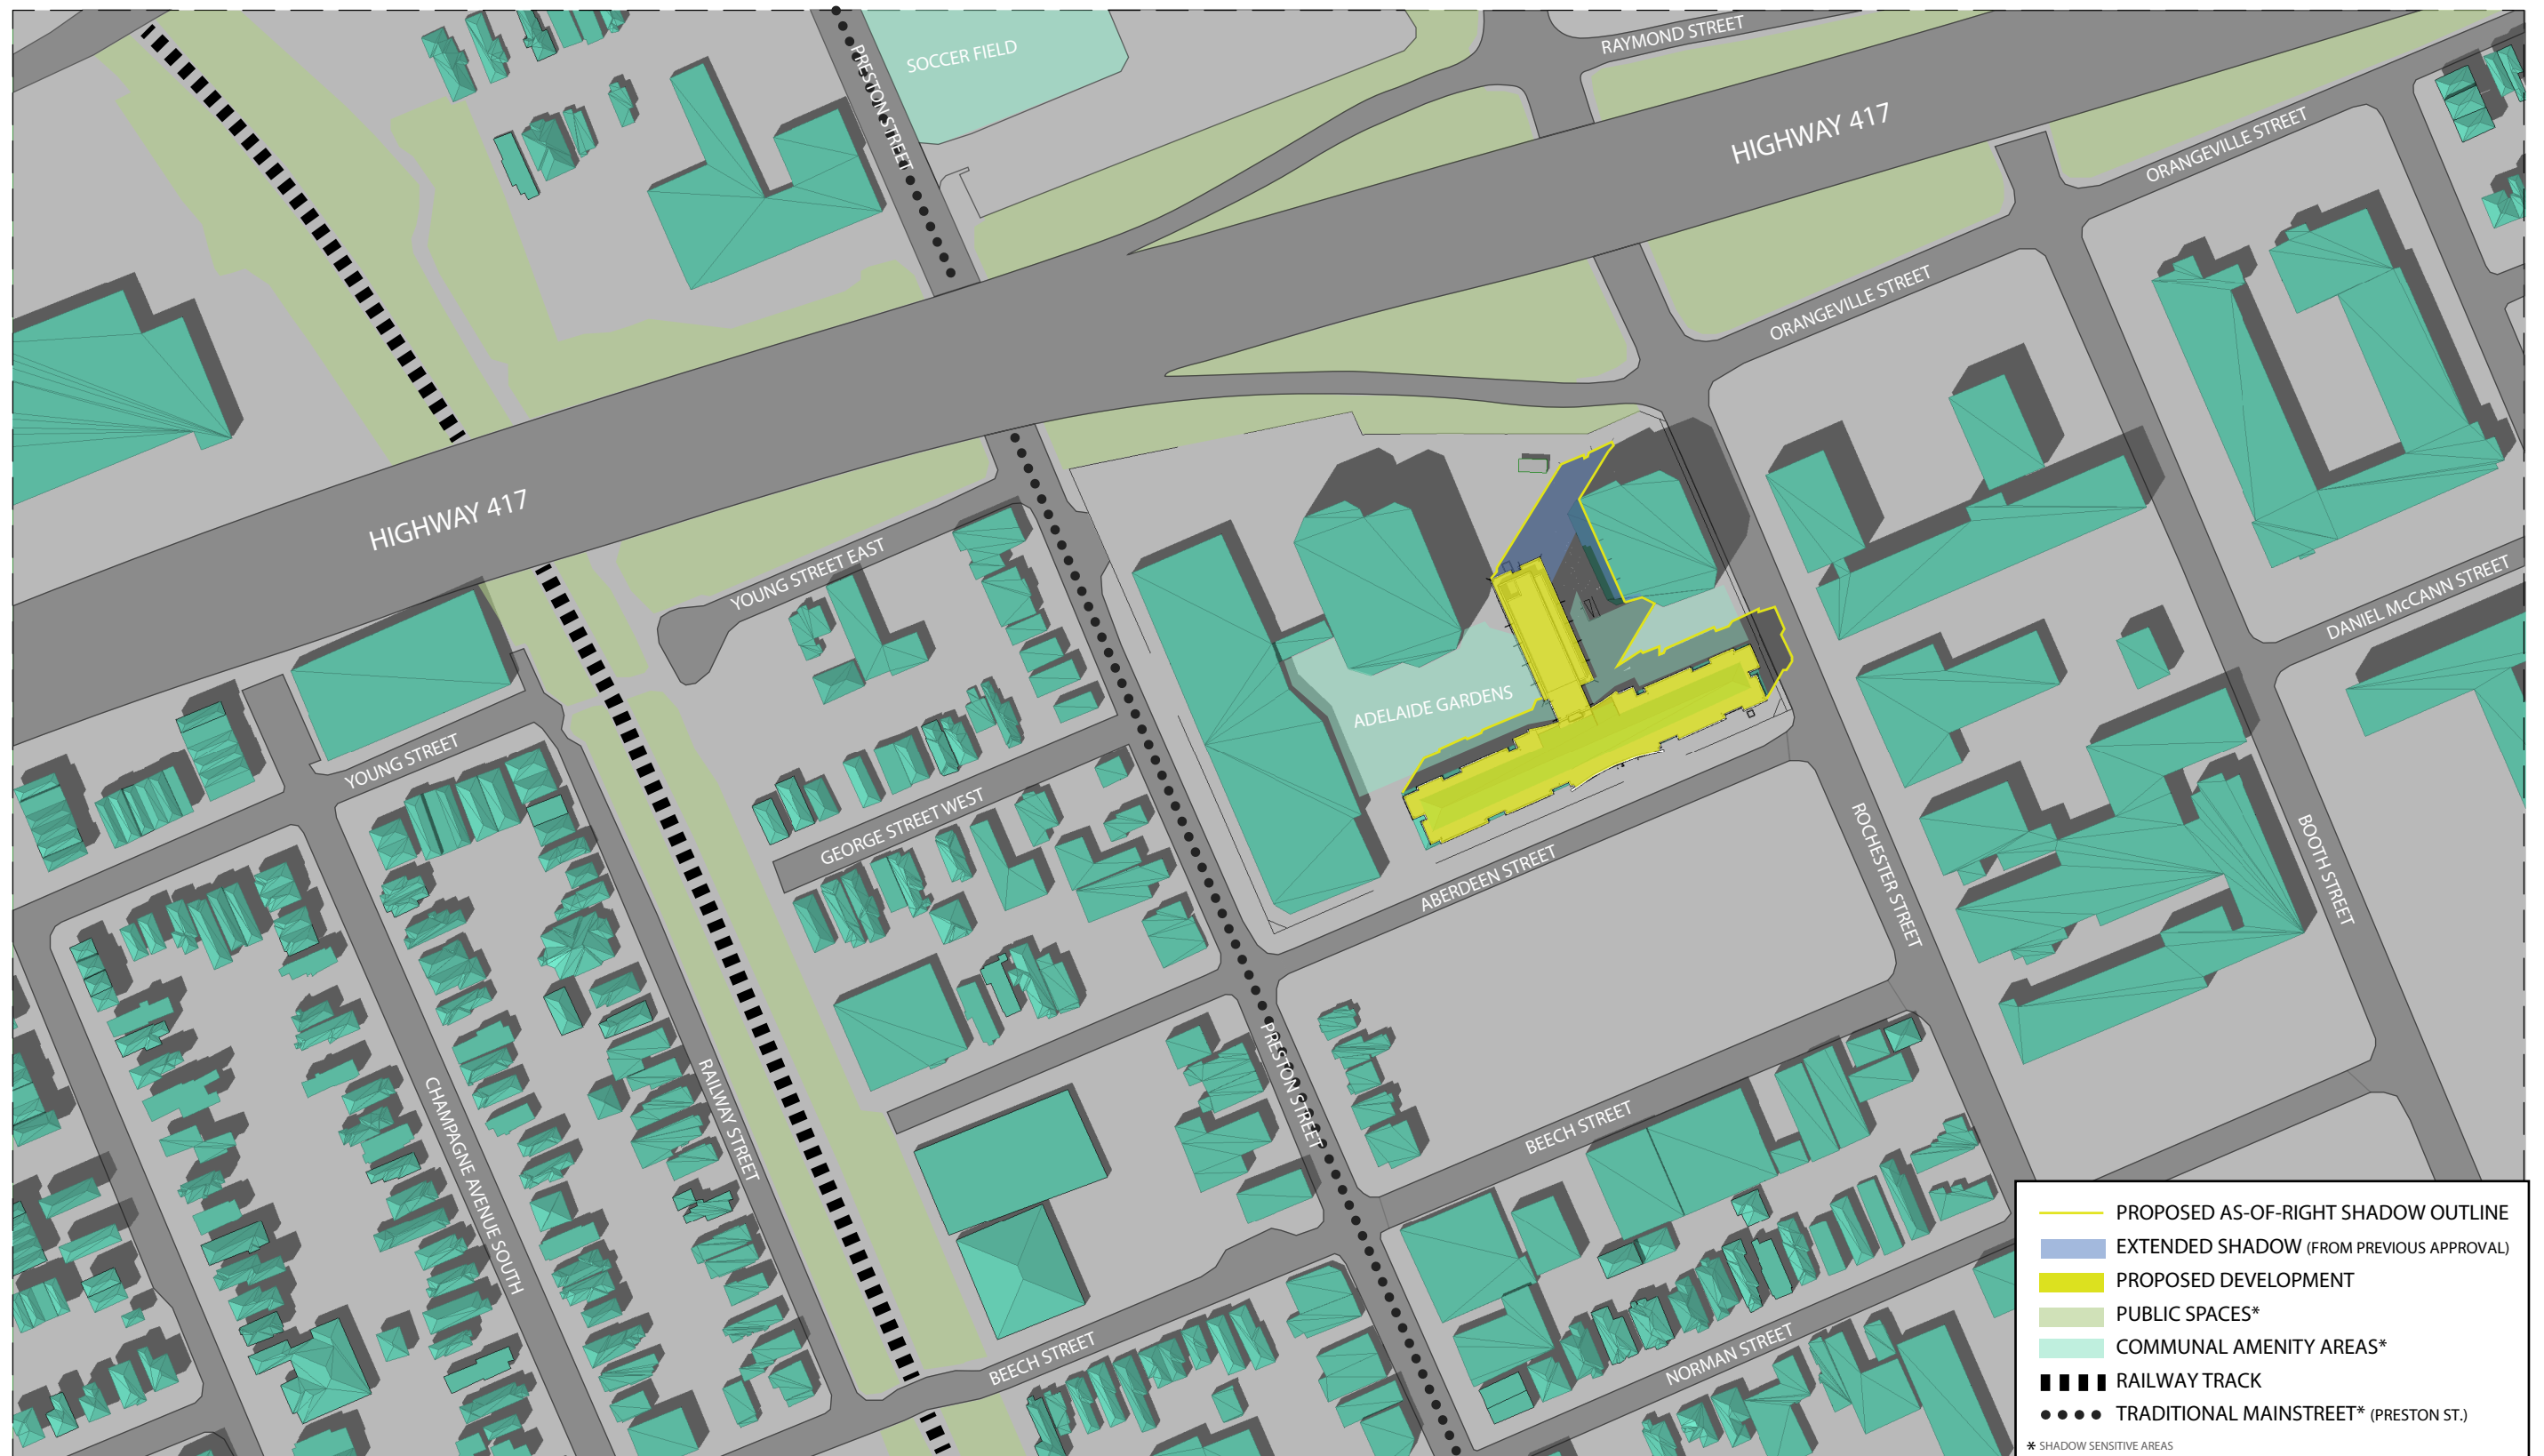 RAYMOND STREET
SOCCER FIELD
PRESTON STREET
HIGHWAY 417
ORANGEVILLE STREET
ORANGEVILLE STREET
HIGHWAY 417
YOUNG STREET EAST
DANIEL McCANN STREET
ADELAIDE GARDENS
YOUNG STREET
GEORGE STREET WEST
ABERDEEN STREET
ROCHESTER STREET
BOOTH STREET
PRESTON STREET
RAILWAY STREET
CHAMPAGNE AVENUE SOUTH
BEECH STREET
BEECH STREET
NORMAN STREET
PROPOSED AS-OF-RIGHT SHADOW OUTLINE
EXTENDED SHADOW (FROM PREVIOUS APPROVAL)
PROPOSED DEVELOPMENT
PUBLIC SPACES*
COMMUNAL AMENITY AREAS*
RAILWAY TRACK
TRADITIONAL MAINSTREET* (PRESTON ST.)
* SHADOW SENSITIVE AREAS